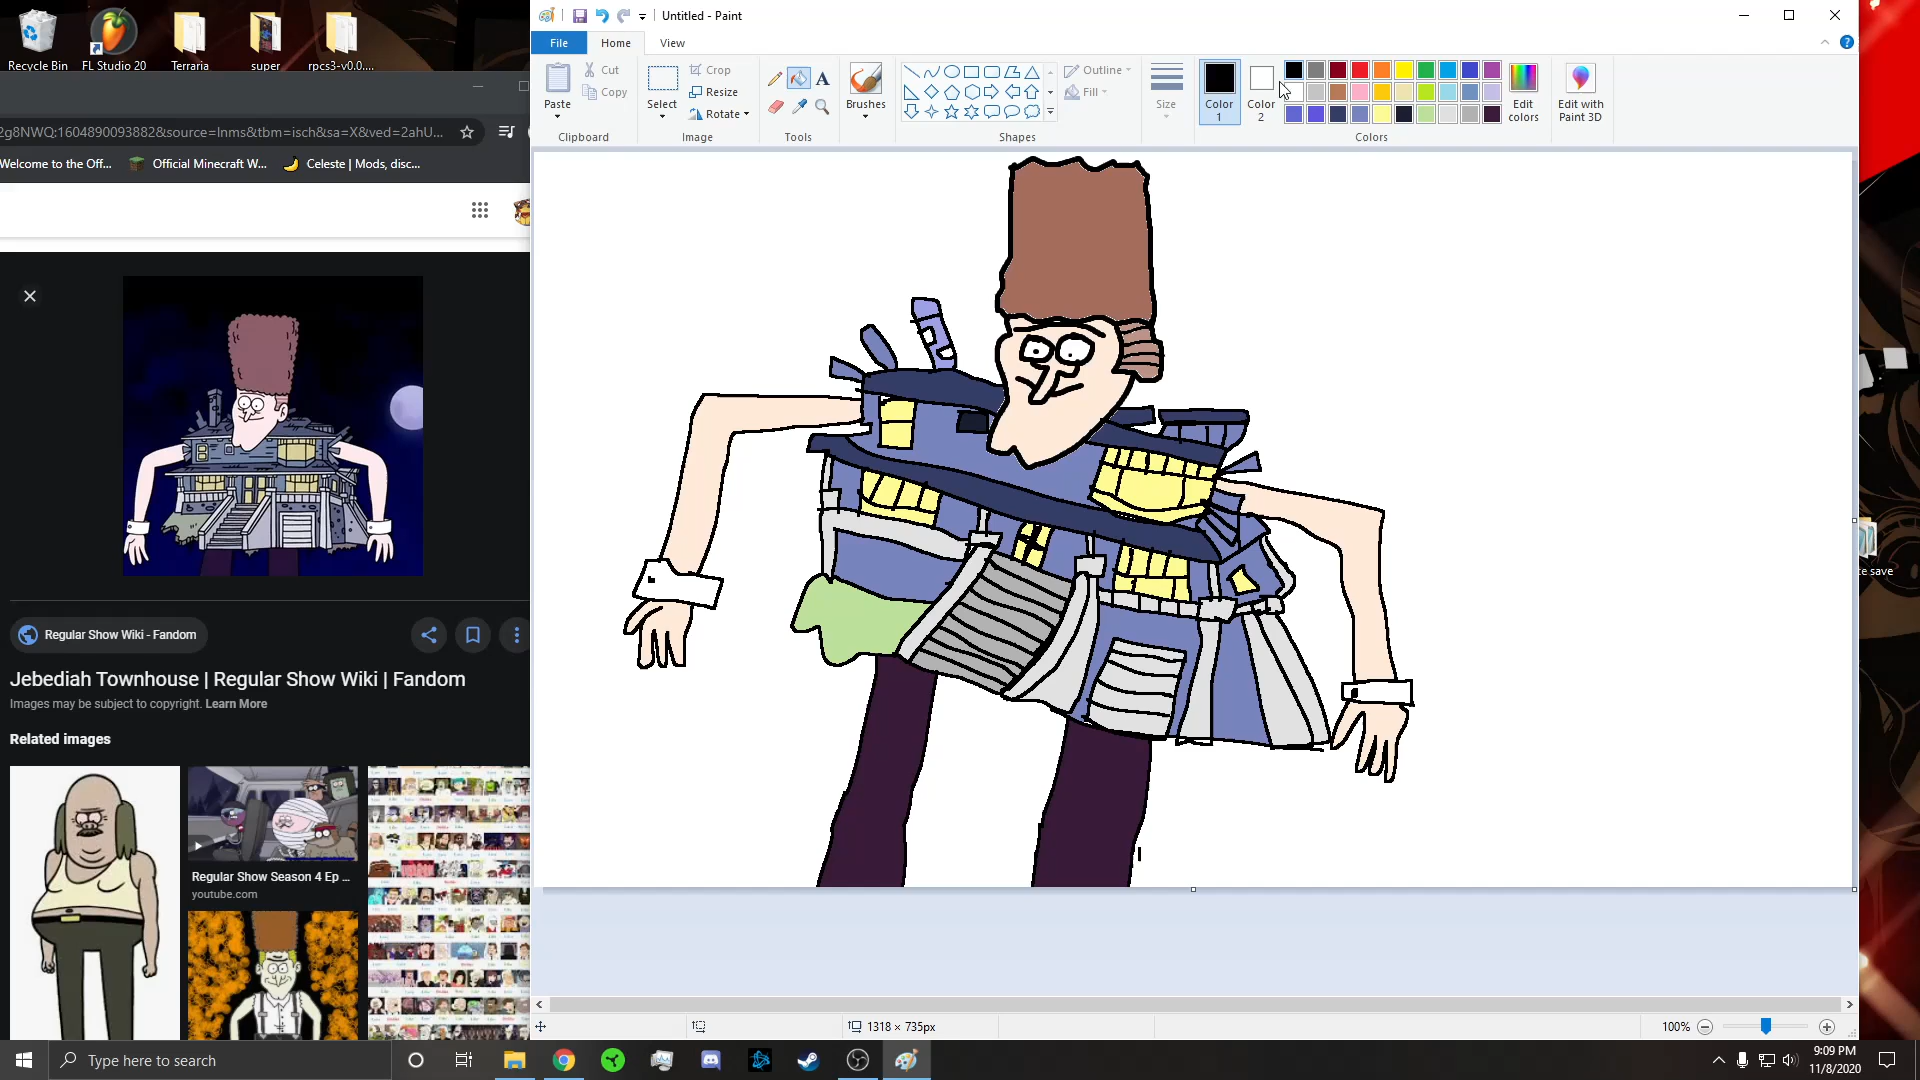 Recycle Bin
FL Studio 20
Terraria
super
rpcs3-v0.0....
Untitled - Paint
File
Home
View
Paste
Cut
Copy
Clipboard
Select
Crop
Resize
Rotate
Image
Tools
Brushes
Outline
Fill
Shapes
Size
Color 1
Color 2
Edit colors
Edit with Paint 3D
Colors
2g8NWQ:1604890093882&source=lnms&tbm=isch&sa=X&ved=2ahU...
Welcome to the Off...
Official Minecraft W...
Celeste | Mods, disc...
Regular Show Wiki - Fandom
Jebediah Townhouse | Regular Show Wiki | Fandom
Images may be subject to copyright. Learn More
Related images
Regular Show Season 4 Ep ...
youtube.com
save
1318 × 735px
100%
Type here to search
9:09 PM
11/8/2020